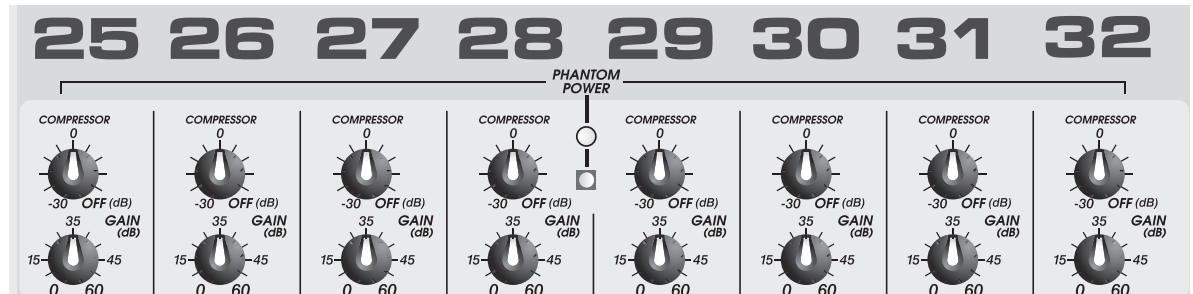 25 26 27 28 29 30 31 32
PHANTOM
POWER
COMPRESSOR COMPRESSOR COMPRESSOR COMPRESSOR COMPRESSOR COMPRESSOR COMPRESSOR COMPRESSOR
0 0 0 0 0 0 0 0
-30 OFF (dB) -30 OFF (dB) -30 OFF (dB) -30 OFF (dB) -30 OFF (dB) -30 OFF (dB) -30 OFF (dB) -30 OFF (dB)
35 GAIN 35 GAIN 35 GAIN 35 GAIN 35 GAIN 35 GAIN 35 GAIN 35 GAIN
(dB) (dB) (dB) (dB) (dB) (dB) (dB) (dB)
15 45 15 45 15 45 15 45 15 45 15 45 15 45 15 45
0 60 0 60 0 60 0 60 0 60 0 60 0 60 0 60